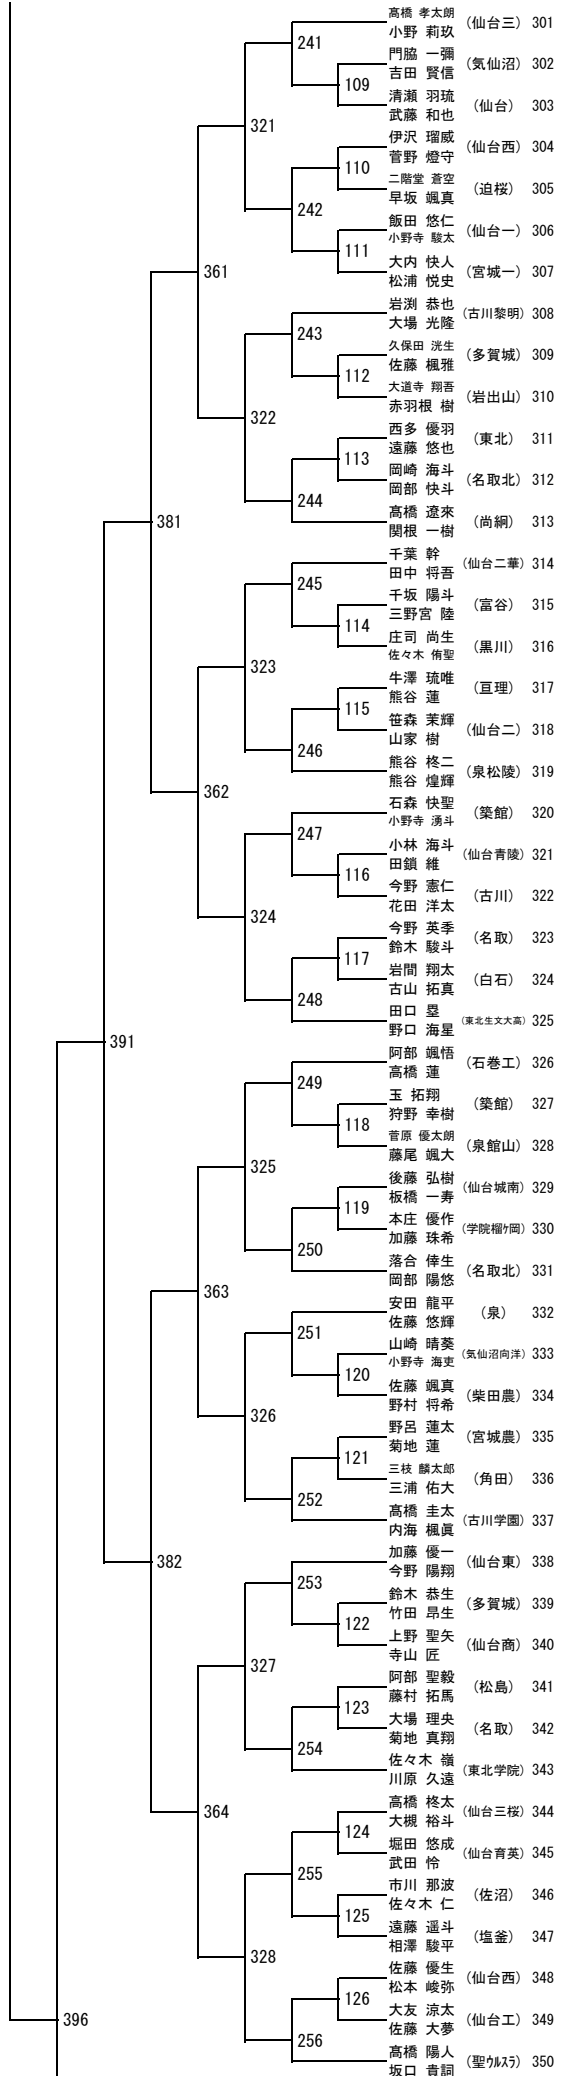 髙橋 孝太朗
小野 莉玖
(仙台三) 301
241
門脇 一彌
吉田 賢信
(気仙沼) 302
109
清瀬 羽琉
武藤 和也
(仙台) 303
321
伊沢 瑠威
菅野 燈守
(仙台西) 304
110
二階堂 蒼空
早坂 颯真
(迫桜) 305
242
飯田 悠仁
小野寺 駿太
(仙台一) 306
111
大内 快人
松浦 悦史
(宮城一) 307
361
岩渕 恭也
大場 光隆
(古川黎明) 308
243
久保田 洸生
佐藤 楓雅
(多賀城) 309
112
大道寺 翔吾
赤羽根 樹
(岩出山) 310
322
西多 優羽
遠藤 悠也
(東北) 311
113
岡崎 海斗
岡部 快斗
(名取北) 312
244
髙橋 遼來
関根 一樹
(尚絅) 313
381
千葉 幹
田中 将吾
(仙台二華) 314
245
千坂 陽斗
三野宮 陸
(富谷) 315
114
庄司 尚生
佐々木 侑聖
(黒川) 316
323
牛澤 琉唯
熊谷 蓮
(亘理) 317
115
笹森 茉輝
山家 樹
(仙台二) 318
246
熊谷 柊二
熊谷 煌輝
(泉松陵) 319
362
石森 快聖
小野寺 湧斗
(築館) 320
247
小林 海斗
田鎖 維
(仙台青陵) 321
116
今野 憲仁
花田 洋太
(古川) 322
324
今野 英季
鈴木 駿斗
(名取) 323
117
岩間 翔太
古山 拓真
(白石) 324
248
田口 塁
野口 海星
(東北生文大高) 325
391
阿部 颯悟
高橋 蓮
(石巻工) 326
249
玉 拓翔
狩野 幸樹
(築館) 327
118
菅原 優太朗
藤尾 颯大
(泉館山) 328
325
後藤 弘樹
板橋 一寿
(仙台城南) 329
119
本庄 優作
加藤 珠希
(学院榴ケ岡) 330
250
落合 倖生
岡部 陽悠
(名取北) 331
363
安田 龍平
佐藤 悠輝
(泉) 332
251
山崎 晴葵
小野寺 海吏
(気仙沼向洋) 333
120
佐藤 颯真
野村 将希
(柴田農) 334
326
野呂 蓮太
菊地 蓮
(宮城農) 335
121
三枝 麟太郎
三浦 佑大
(角田) 336
252
髙橋 圭太
内海 楓眞
(古川学園) 337
382
加藤 優一
今野 陽翔
(仙台東) 338
253
鈴木 恭生
竹田 昂生
(多賀城) 339
122
上野 聖矢
寺山 匠
(仙台商) 340
327
阿部 聖毅
藤村 拓馬
(松島) 341
123
大場 理央
菊地 真翔
(名取) 342
254
佐々木 嶺
川原 久遠
(東北学院) 343
364
高橋 柊太
大槻 裕斗
(仙台三桜) 344
124
堀田 悠成
武田 怜
(仙台育英) 345
255
市川 那波
佐々木 仁
(佐沼) 346
125
遠藤 遥斗
相澤 駿平
(塩釜) 347
328
佐藤 優生
松本 峻弥
(仙台西) 348
126
大友 涼太
佐藤 大夢
(仙台工) 349
396
256
髙橋 陽人
坂口 貴詞
(聖ウルスラ) 350